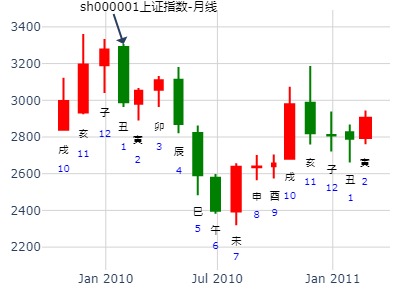 sh000001上证指数-月线
3400
3200
3000
2800
2600
2400
2200
戌
10
亥
11
子
12
丑
1
寅
2
卯
3
辰
4
巳
5
午
6
未
7
申
8
酉
9
戌
10
亥
11
子
12
丑
1
寅
2
Jan 2010
Jul 2010
Jan 2011